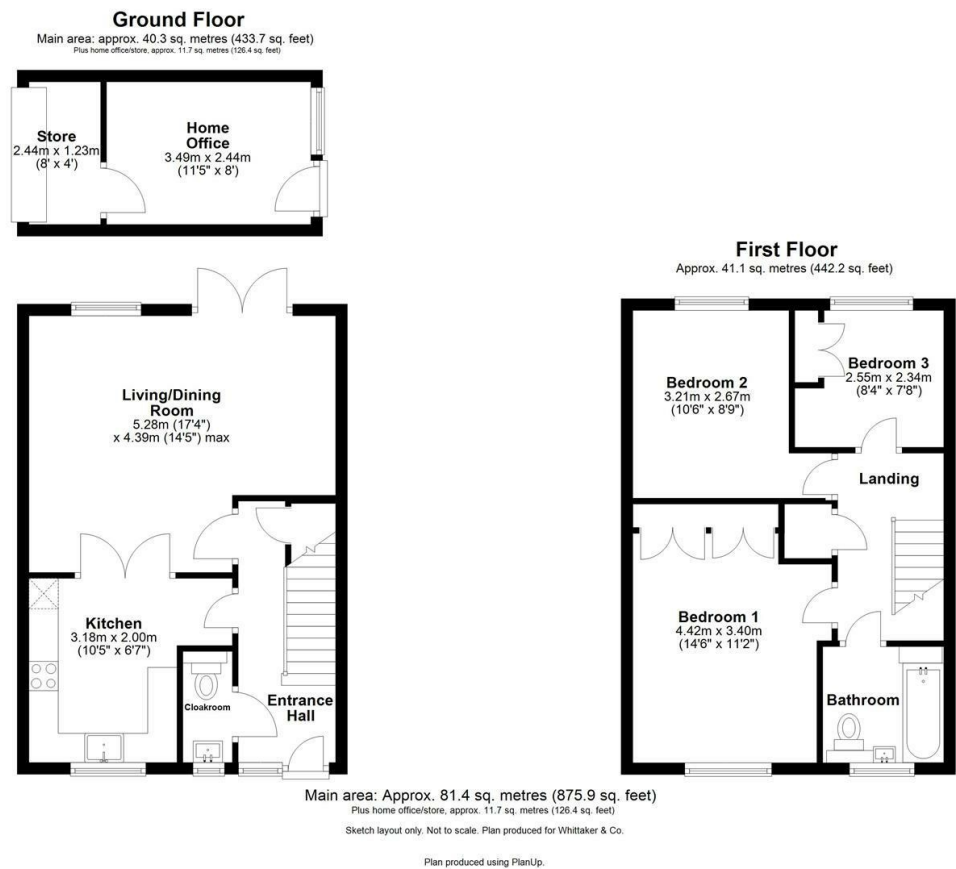 Ground Floor
Main area: approx. 40.3 sq. metres (433.7 sq. feet)
Plus home office/store, approx. 11.7 sq. metres (126.4 sq. feet)
Store
2.44m x 1.23m
(8' x 4')
Home
Office
3.49m x 2.44m
(11'5" x 8')
Living/Dining
Room
5.28m (17'4")
x 4.39m (14'5") max
Kitchen
3.18m x 2.00m
(10'5" x 6'7")
Cloakroom
Entrance
Hall
First Floor
Approx. 41.1 sq. metres (442.2 sq. feet)
Bedroom 2
3.21m x 2.67m
(10'6" x 8'9")
Bedroom 3
2.55m x 2.34m
(8'4" x 7'8")
Landing
Bedroom 1
4.42m x 3.40m
(14'6" x 11'2")
Bathroom
Main area: Approx. 81.4 sq. metres (875.9 sq. feet)
Plus home office/store, approx. 11.7 sq. metres (126.4 sq. feet)
Sketch layout only. Not to scale. Plan produced for Whittaker & Co.
Plan produced using PlanUp.